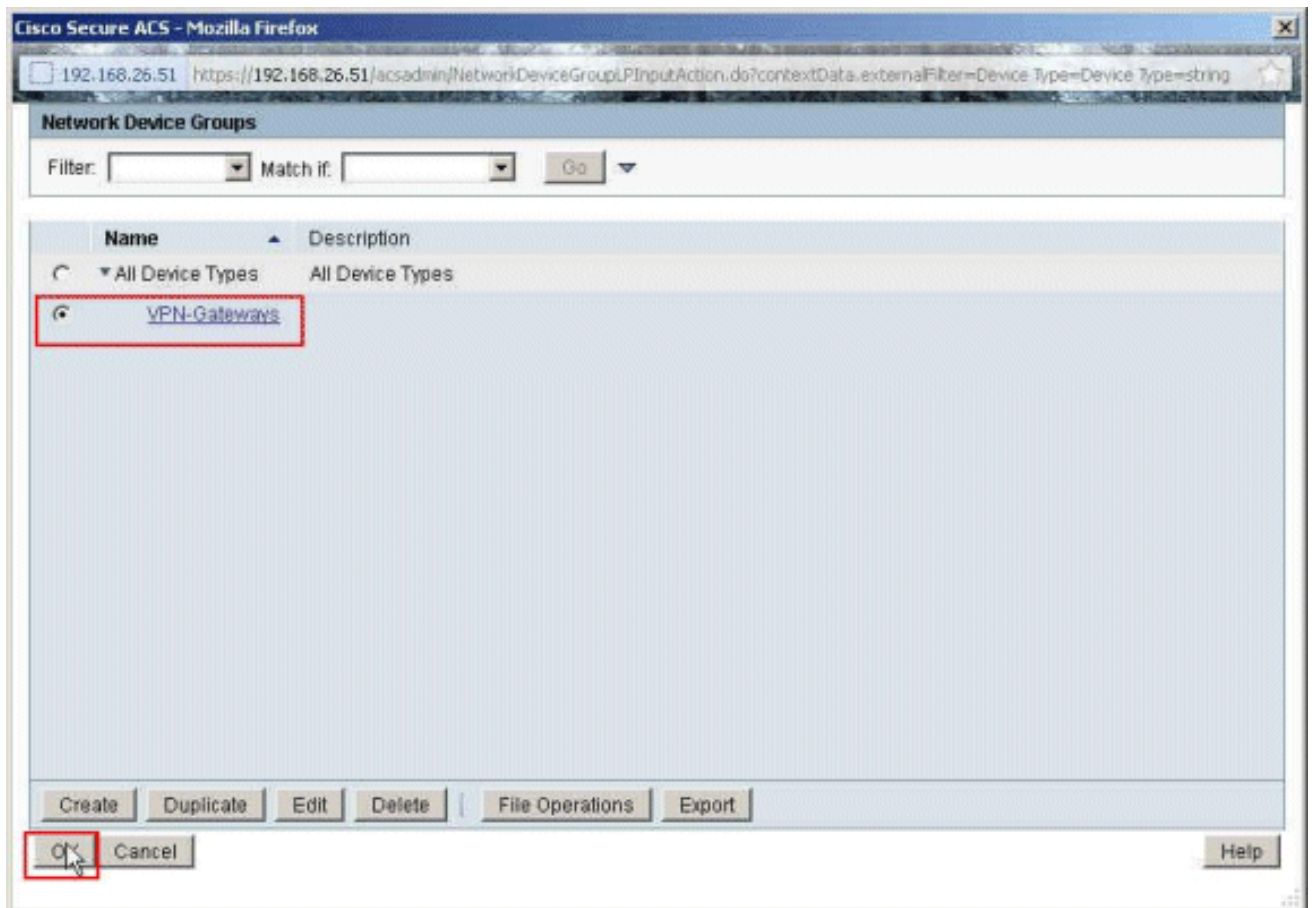 Cisco Secure ACS - Mozilla Firefox
192.168.26.51 https://192.168.26.51/acsadmin/NetworkDeviceGroupLPInputAction.do?contextData.externalFilter=Device Type=Device Type=string
Network Device Groups
Filter: Match if: Go
Name Description
All Device Types All Device Types
VPN-Gateways
Create Duplicate Edit Delete File Operations Export
OK Cancel Help